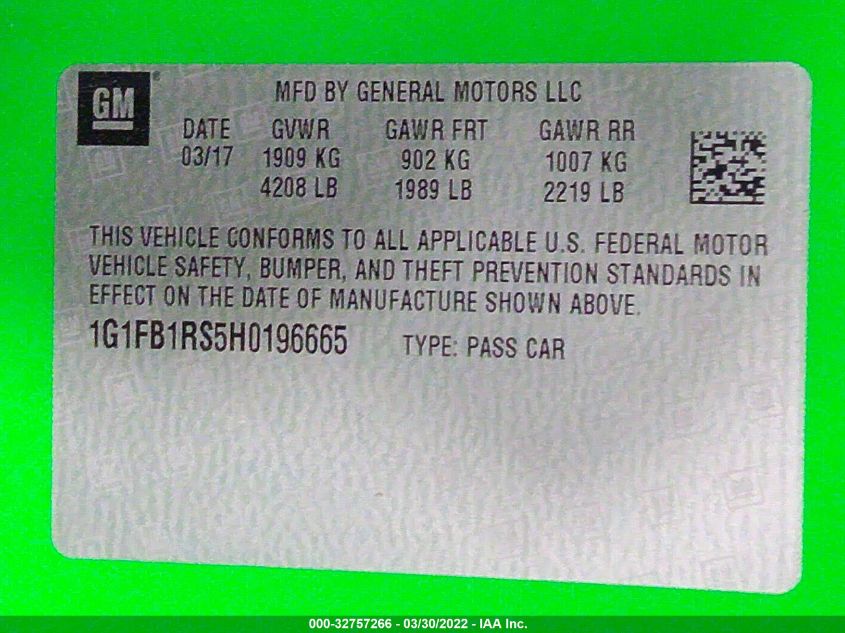 GM
MFD BY GENERAL MOTORS LLC
DATE GVWR GAWR FRT GAWR RR
03/17 1909 KG 902 KG 1007 KG
4208 LB 1989 LB 2219 LB
THIS VEHICLE CONFORMS TO ALL APPLICABLE U.S. FEDERAL MOTOR
VEHICLE SAFETY, BUMPER, AND THEFT PREVENTION STANDARDS IN
EFFECT ON THE DATE OF MANUFACTURE SHOWN ABOVE.
1G1FB1RS5H0196665 TYPE: PASS CAR
000-32757266 - 03/30/2022 - IAA Inc.